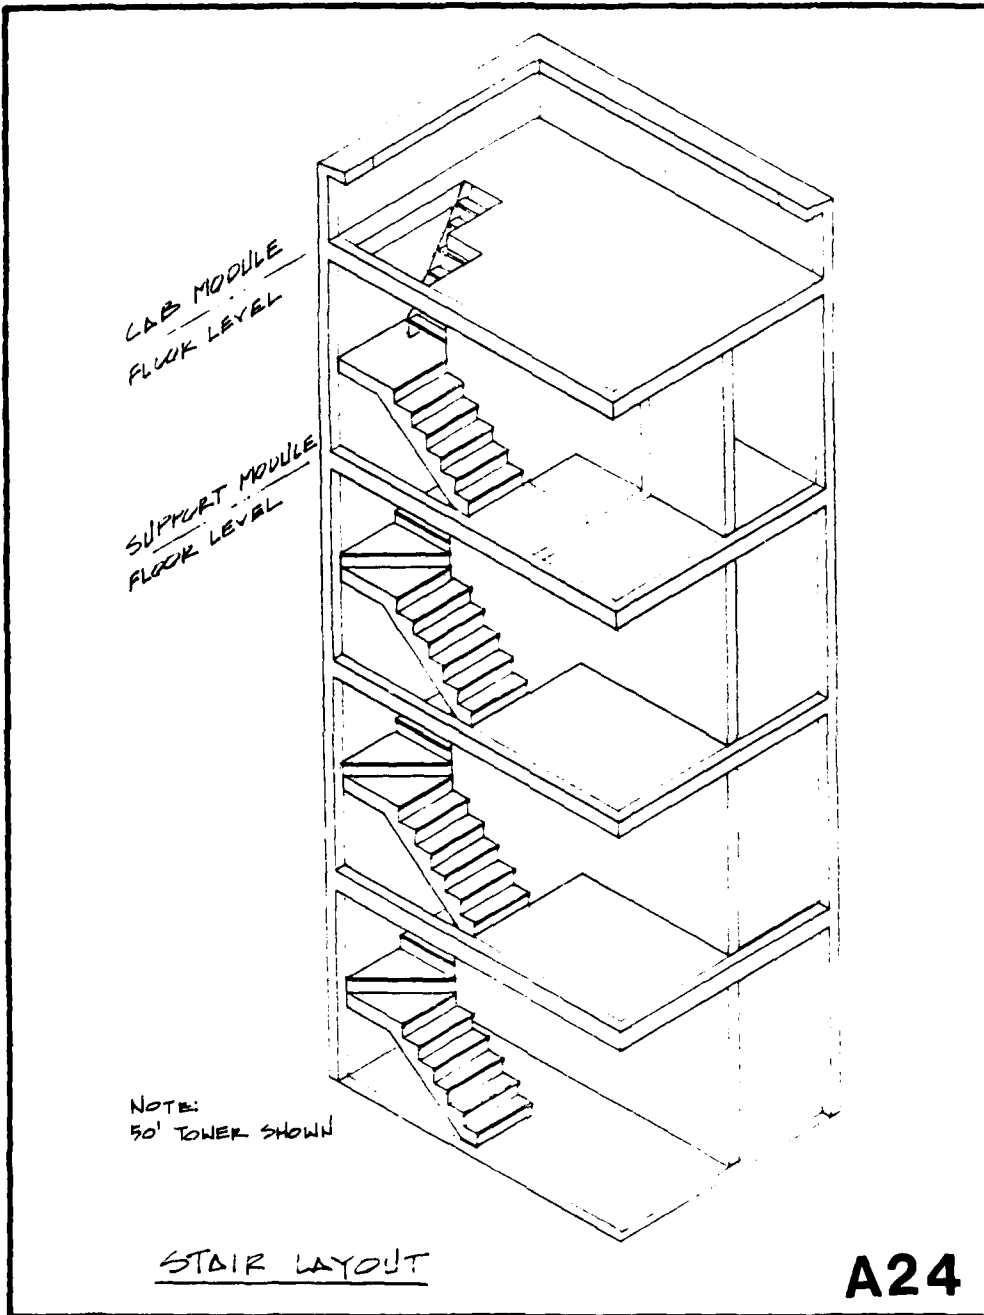 CAB MODULE
FLOOR LEVEL
SUPPORT MODULE
FLOOR LEVEL
NOTE:
50' TOWER SHOWN
STAIR LAYOUT
A24